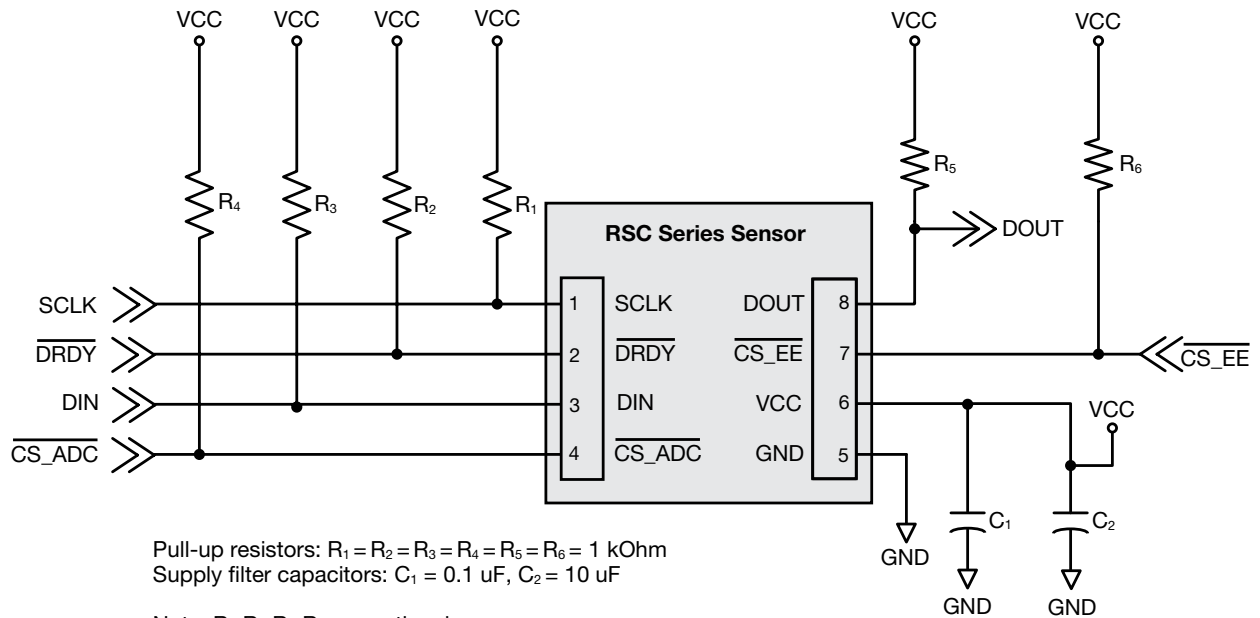 VCC VCC VCC VCC VCC VCC
R₅ R₆
R₄ R₃ R₂ R₁
RSC Series Sensor
DOUT
SCLK 1 SCLK DOUT 8
DRDY 2 DRDY CS_EE 7 CS_EE
DIN 3 DIN VCC 6 VCC
CS_ADC 4 CS_ADC GND 5
C₁ C₂
GND
GND GND
Pull-up resistors: R₁ = R₂ = R₃ = R₄ = R₅ = R₆ = 1 kOhm
Supply filter capacitors: C₁ = 0.1 uF, C₂ = 10 uF